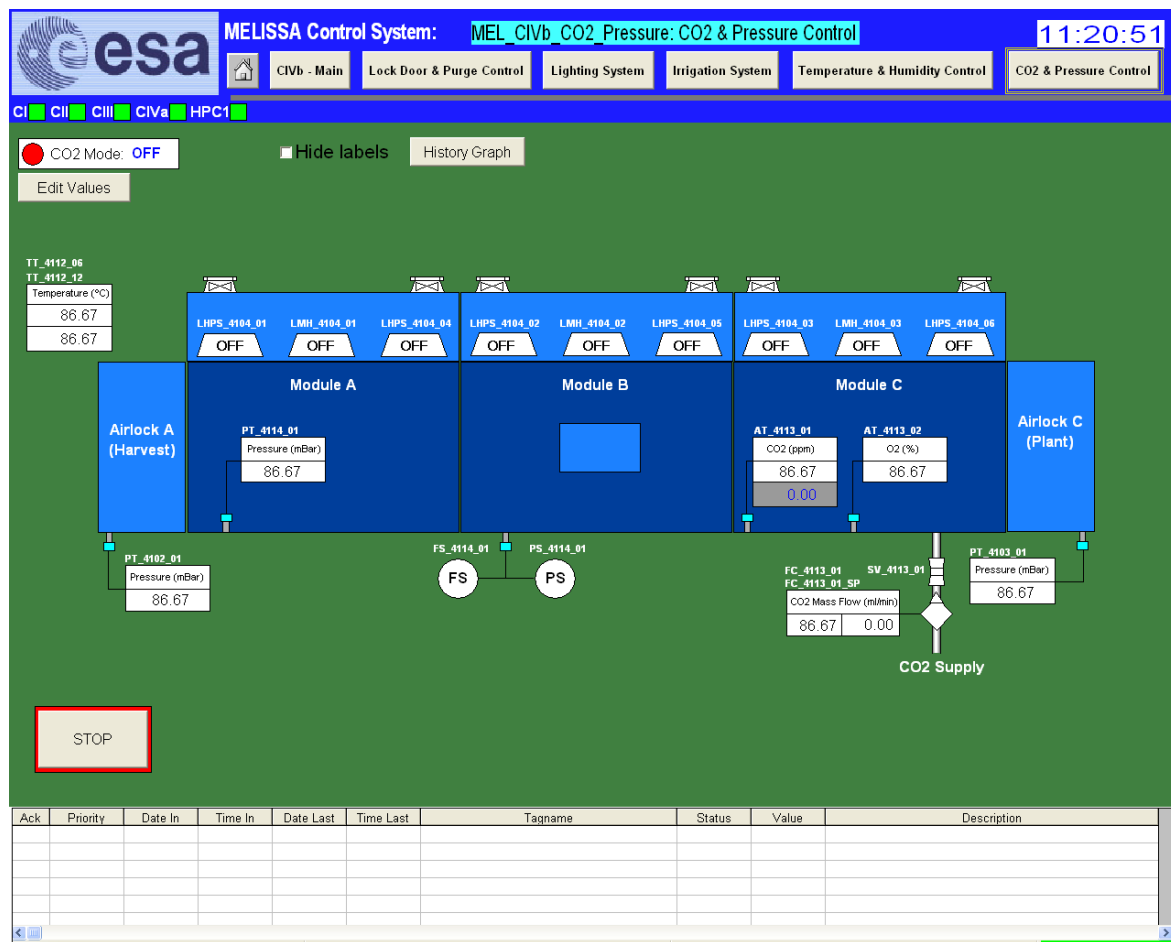 esa
MELISSA Control System: MEL_CIVb_CO2_Pressure: CO2 & Pressure Control 11:20:51
CIVb - Main Lock Door & Purge Control Lighting System Irrigation System Temperature & Humidity Control CO2 & Pressure Control
CI CII CIII CIVa HPC1
CO2 Mode: OFF Hide labels History Graph
Edit Values
TT_4112_06
TT_4112_12
Temperature (°C)
86.67
86.67
LHPS_4104_01 LMH_4104_01 LHPS_4104_04 LHPS_4104_02 LMH_4104_02 LHPS_4104_05 LHPS_4104_03 LMH_4104_03 LHPS_4104_06
OFF OFF OFF OFF OFF OFF OFF OFF OFF
Module A Module B Module C
Airlock A
(Harvest)
PT_4114_01
Pressure (mBar)
86.67
AT_4113_01
CO2 (ppm)
86.67
0.00
AT_4113_02
O2 (%)
86.67
Airlock C
(Plant)
PT_4102_01
Pressure (mBar)
86.67
FS_4114_01 PS_4114_01
FS PS
FC_4113_01 SV_4113_01
FC_4113_01_SP
CO2 Mass Flow (ml/min)
86.67 0.00
PT_4103_01
Pressure (mBar)
86.67
CO2 Supply
STOP
Ack Priority Date In Time In Date Last Time Last Tagname Status Value Description